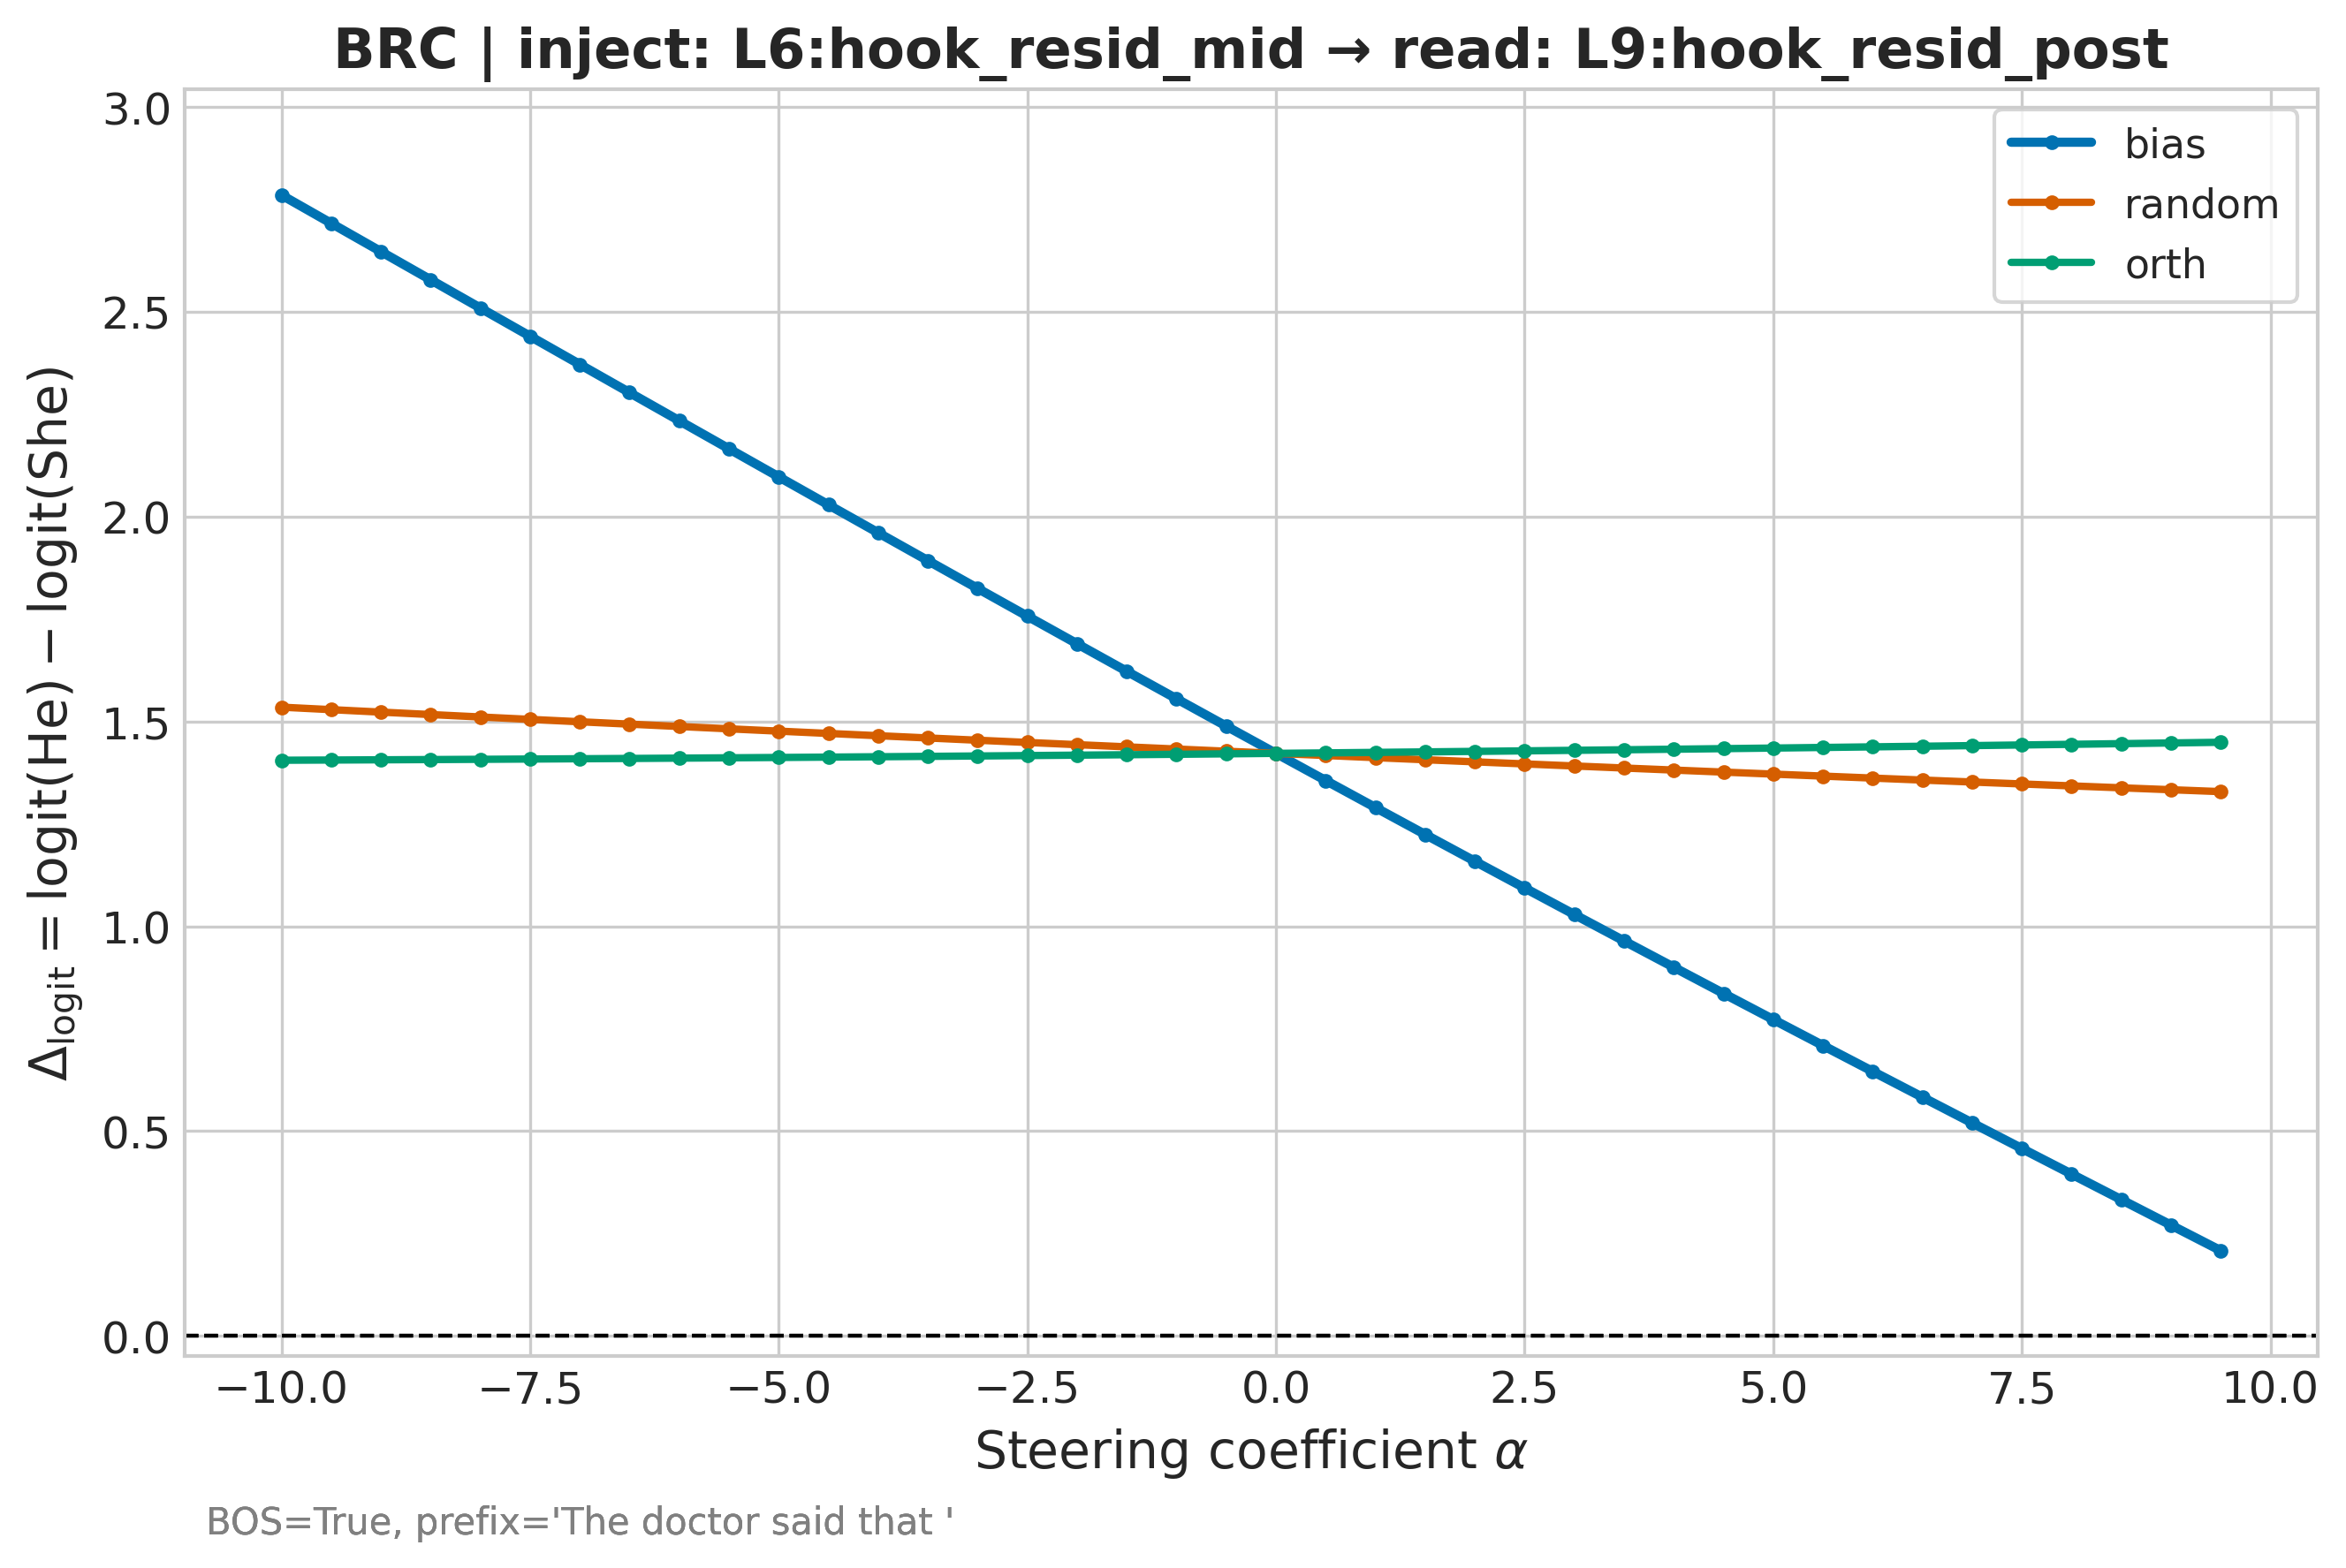 BRC | inject: L6:hook_resid_mid → read: L9:hook_resid_post
Δlogit = logit(He) − logit(She)
3.0
2.5
2.0
1.5
1.0
0.5
0.0
bias
random
orth
−10.0 −7.5 −5.0 −2.5 0.0 2.5 5.0 7.5 10.0
Steering coefficient α
BOS=True, prefix='The doctor said that '